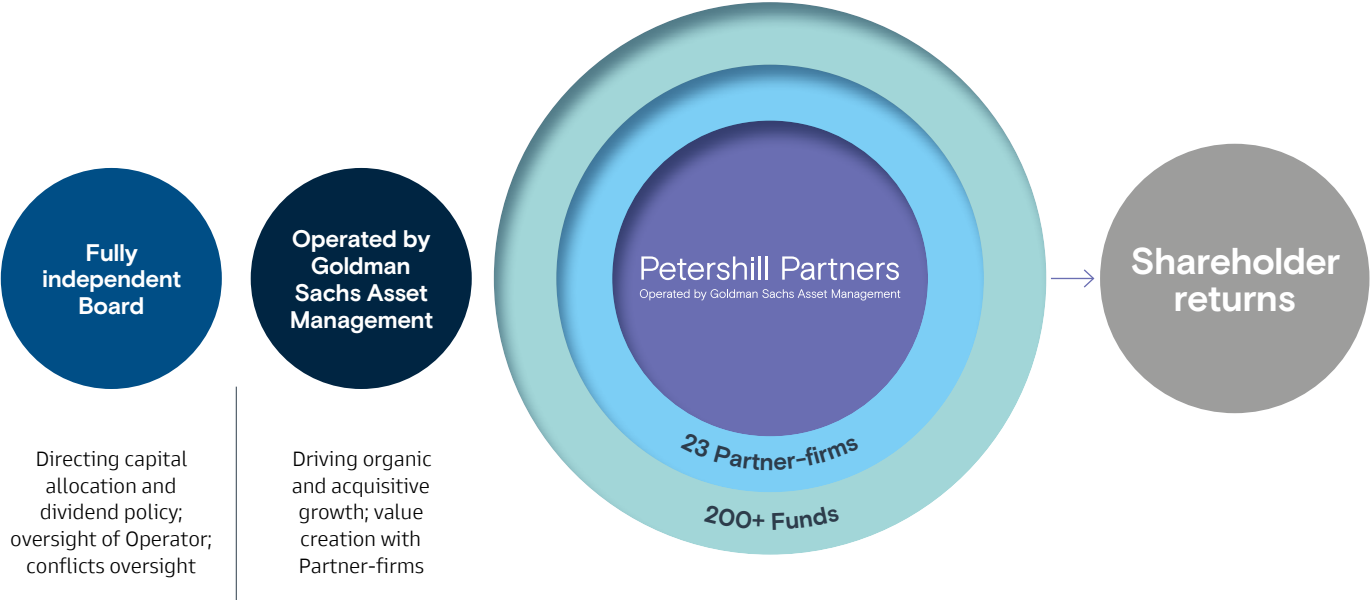 Fully
independent
Board
Operated by
Goldman
Sachs Asset
Management
Petershill Partners
Operated by Goldman Sachs Asset Management
23 Partner-firms
200+ Funds
Shareholder
returns
Directing capital
allocation and
dividend policy;
oversight of Operator;
conflicts oversight
Driving organic
and acquisitive
growth; value
creation with
Partner-firms